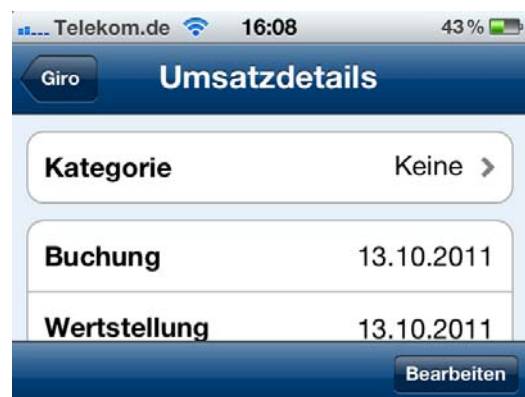 Telekom.de 16:08 43 %
Giro Umsatzdetails
Kategorie Keine
Buchung 13.10.2011
Wertstellung 13.10.2011
Bearbeiten